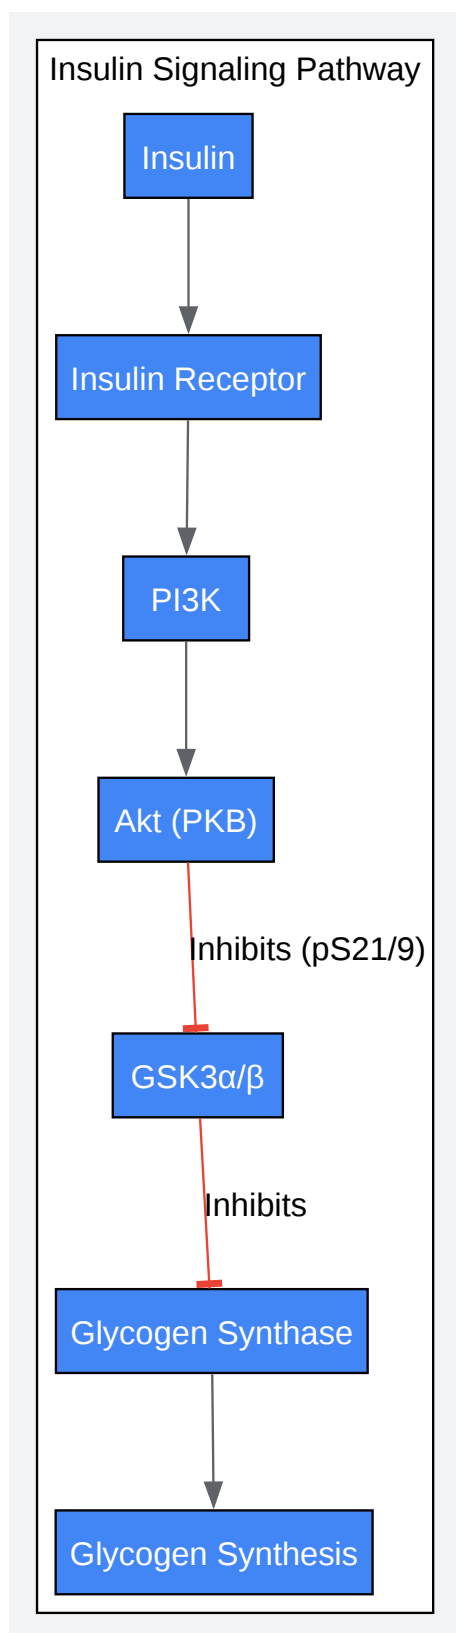 Insulin Signaling Pathway
Insulin
Insulin Receptor
PI3K
Akt (PKB)
Inhibits (pS21/9)
GSK3α/β
Inhibits
Glycogen Synthase
Glycogen Synthesis